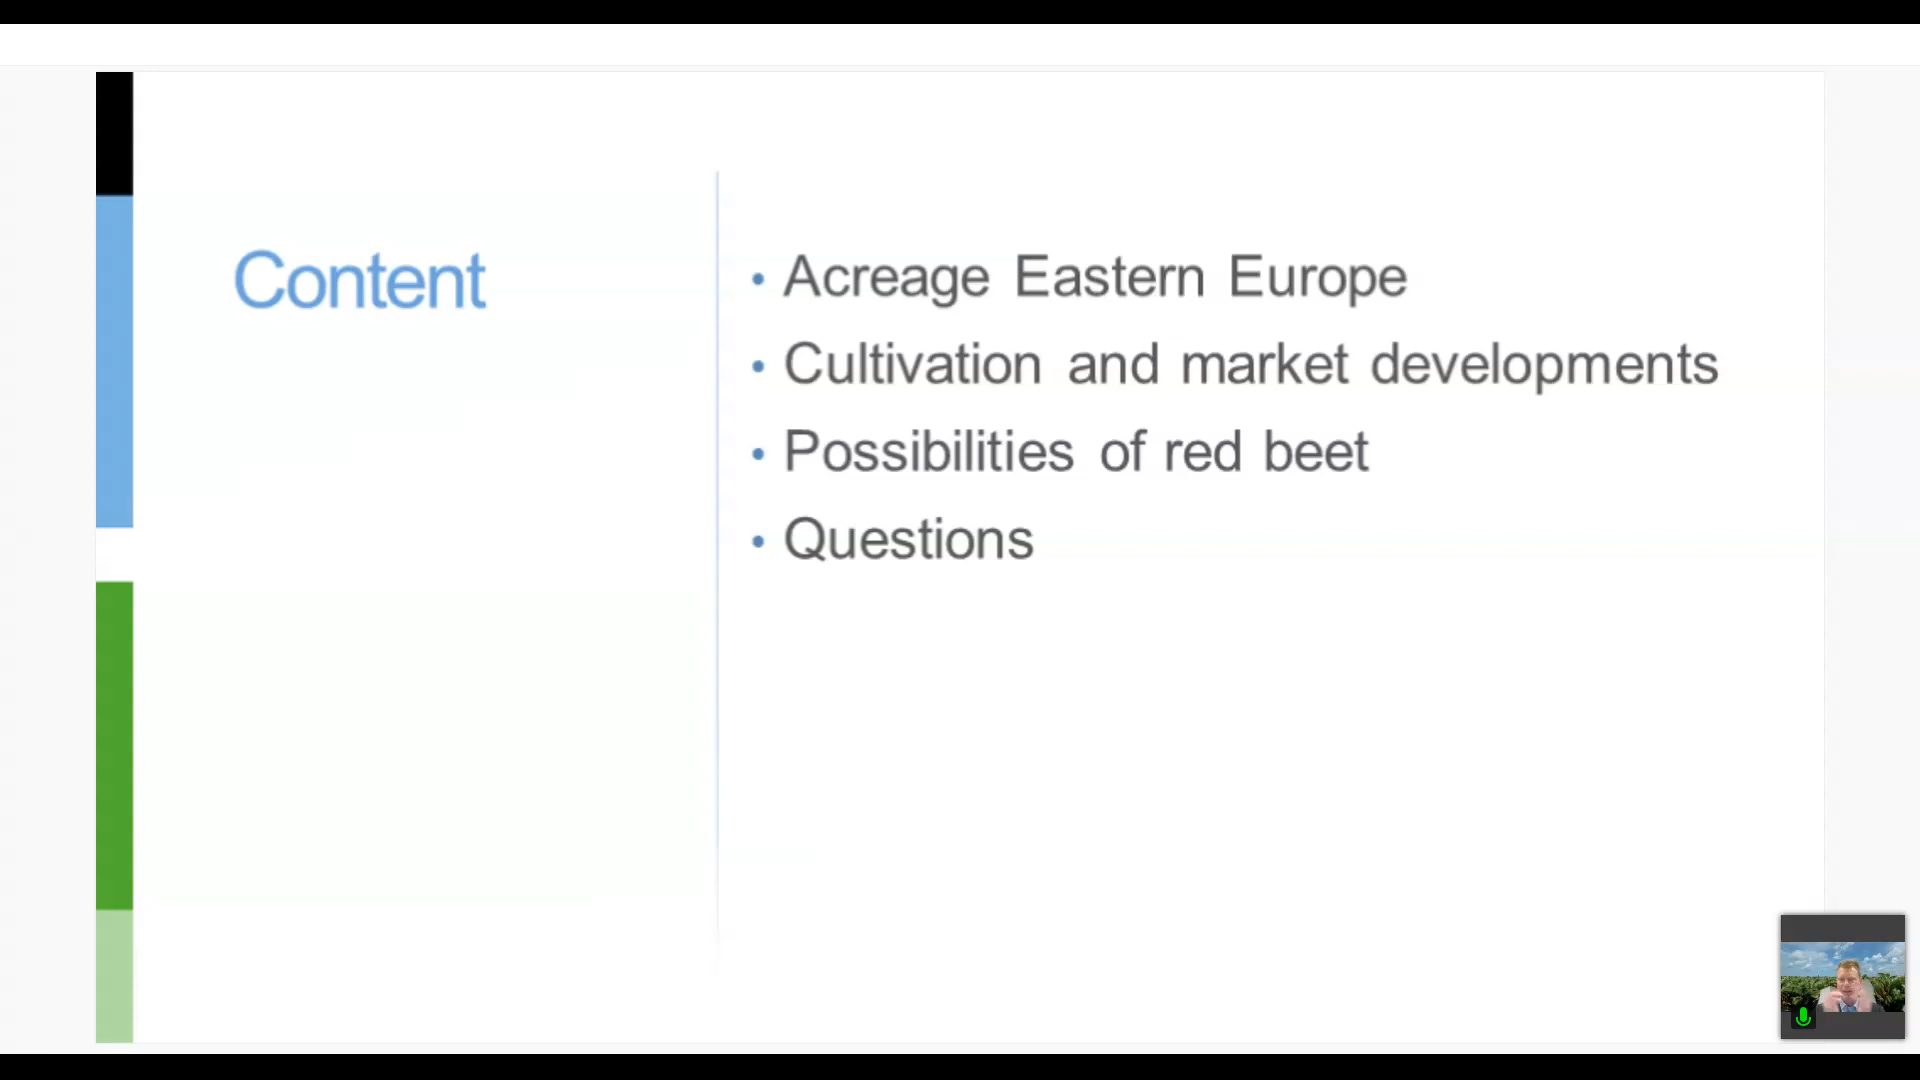 Content
Acreage Eastern Europe
Cultivation and market developments
Possibilities of red beet
Questions